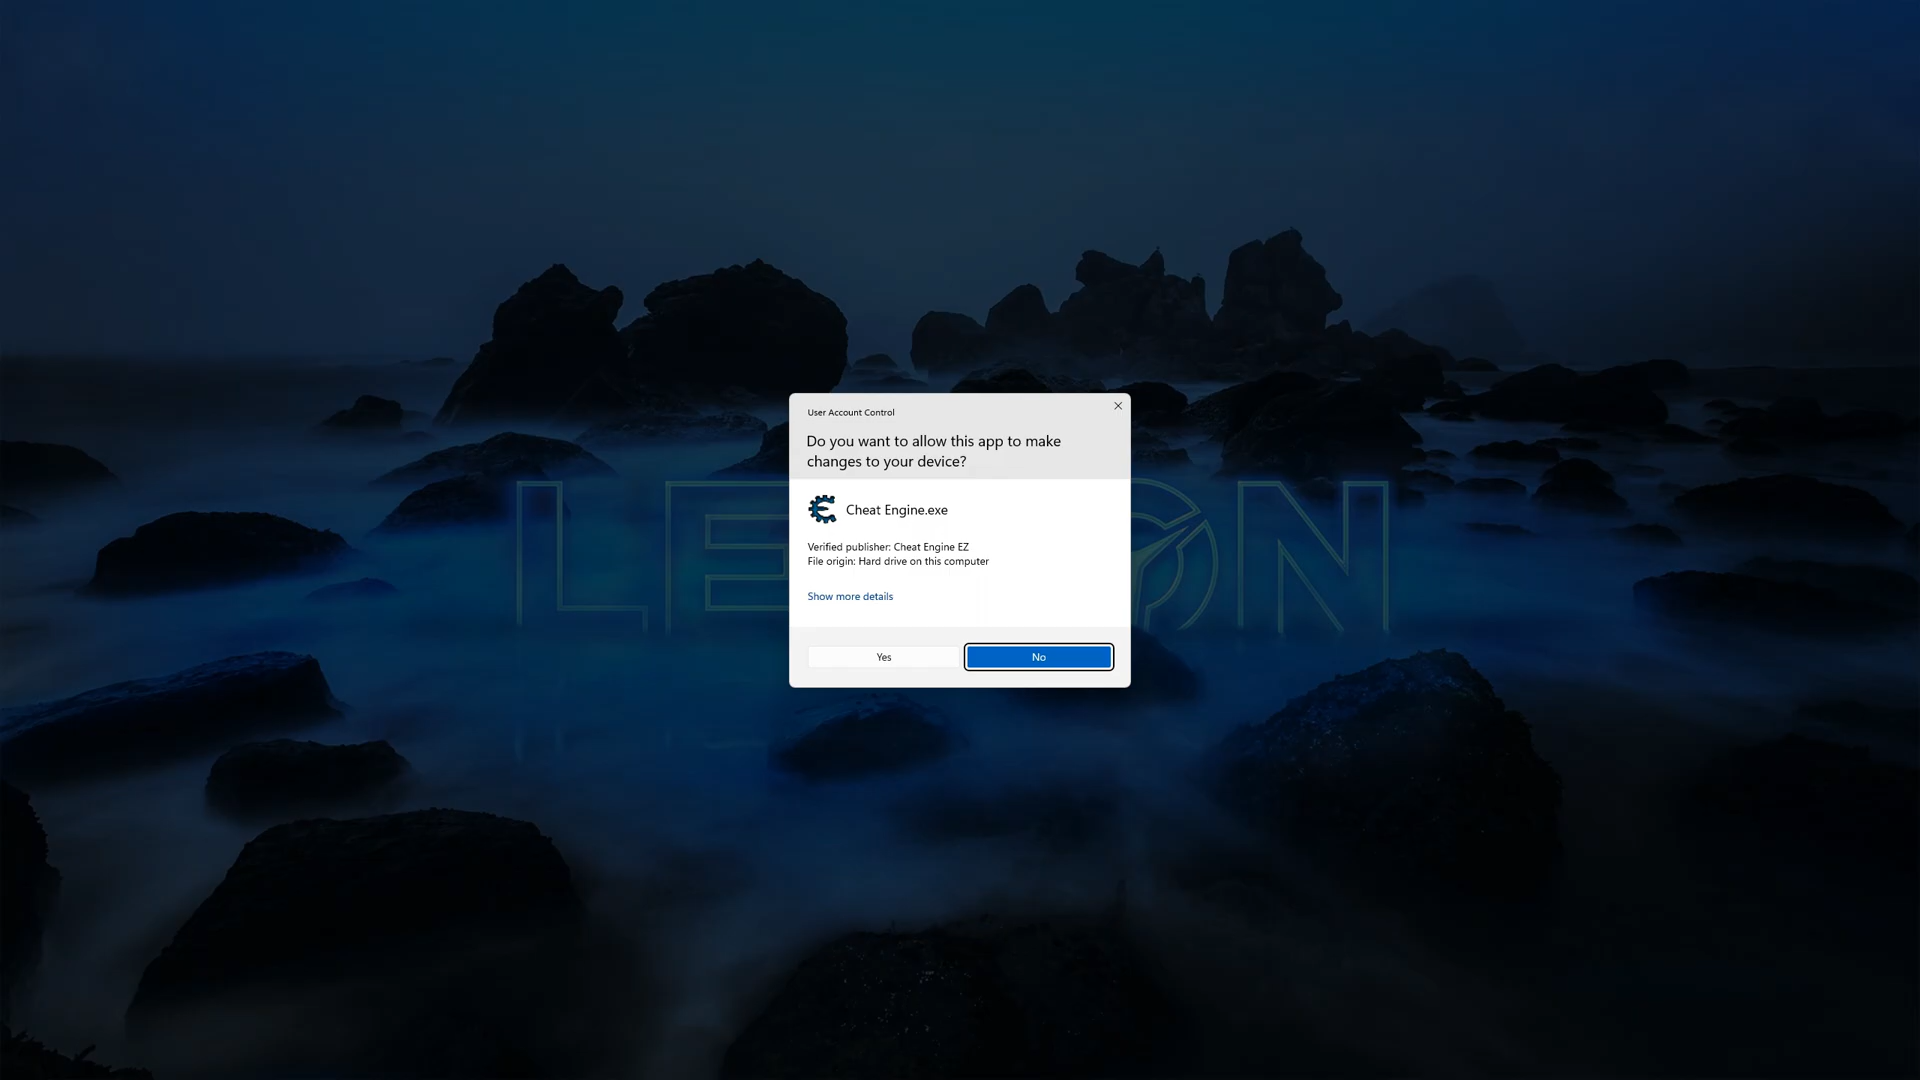 User Account Control
Do you want to allow this app to make
changes to your device?
Cheat Engine.exe
Verified publisher: Cheat Engine EZ
File origin: Hard drive on this computer
Show more details
Yes
No